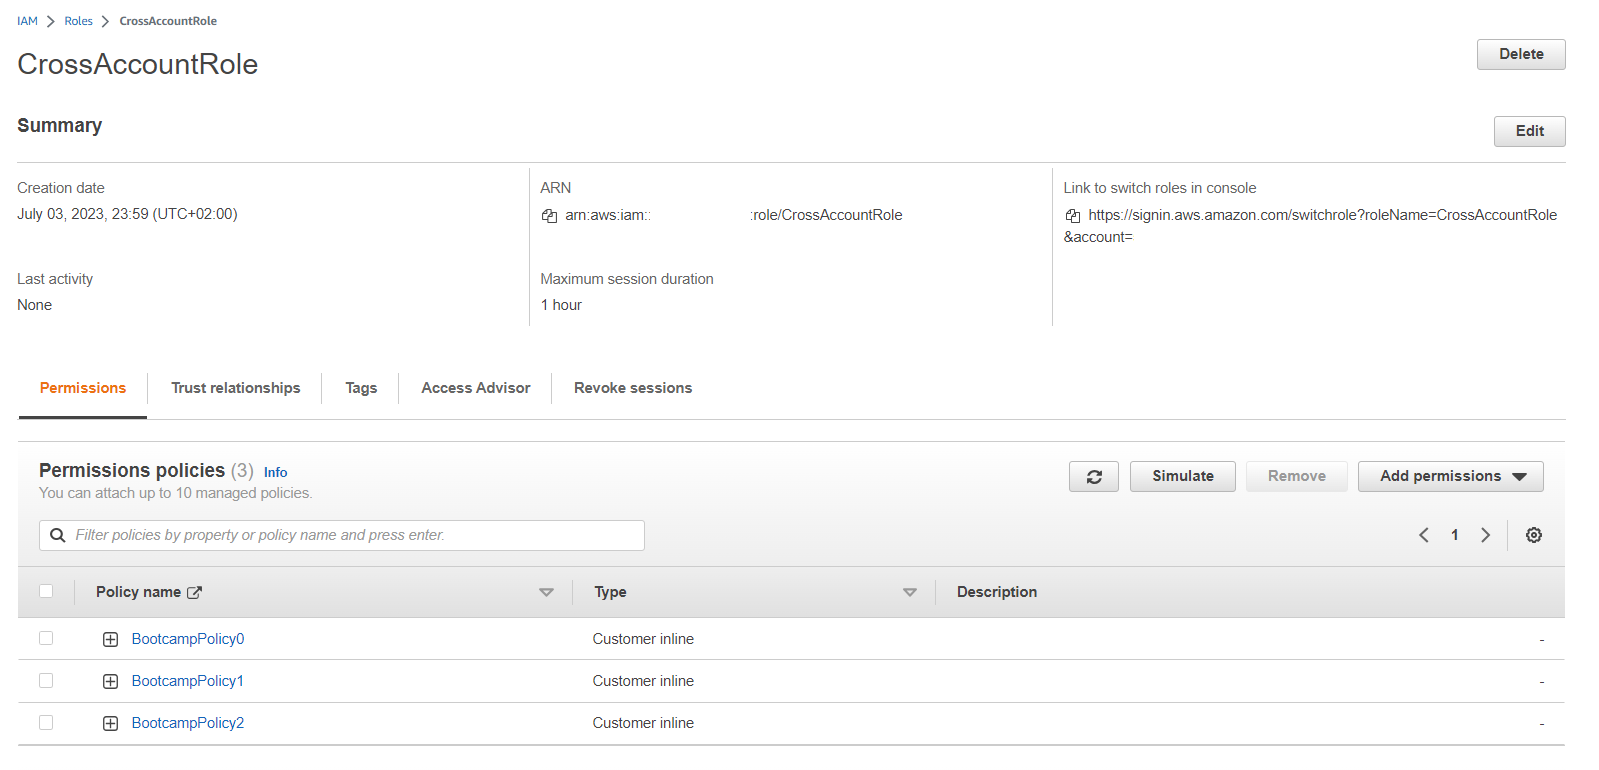 IAM > Roles > CrossAccountRole
CrossAccountRole
Delete
Summary
Edit
Creation date
July 03, 2023, 23:59 (UTC+02:00)
ARN
arn:aws:iam:: :role/CrossAccountRole
Link to switch roles in console
https://signin.aws.amazon.com/switchrole?roleName=CrossAccountRole
&account=
Last activity
None
Maximum session duration
1 hour
Permissions
Trust relationships
Tags
Access Advisor
Revoke sessions
Permissions policies (3) Info
You can attach up to 10 managed policies.
Simulate
Remove
Add permissions
Filter policies by property or policy name and press enter.
1
Policy name
Type
Description
BootcampPolicy0 Customer inline -
BootcampPolicy1 Customer inline -
BootcampPolicy2 Customer inline -